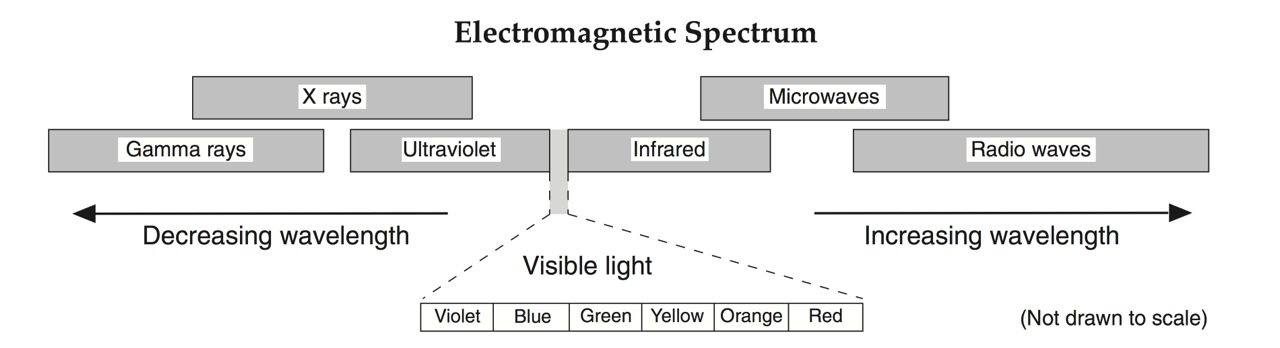 Electromagnetic Spectrum
X rays
Microwaves
Gamma rays
Ultraviolet
Infrared
Radio waves
Decreasing wavelength
Increasing wavelength
Visible light
Violet Blue Green Yellow Orange Red
(Not drawn to scale)